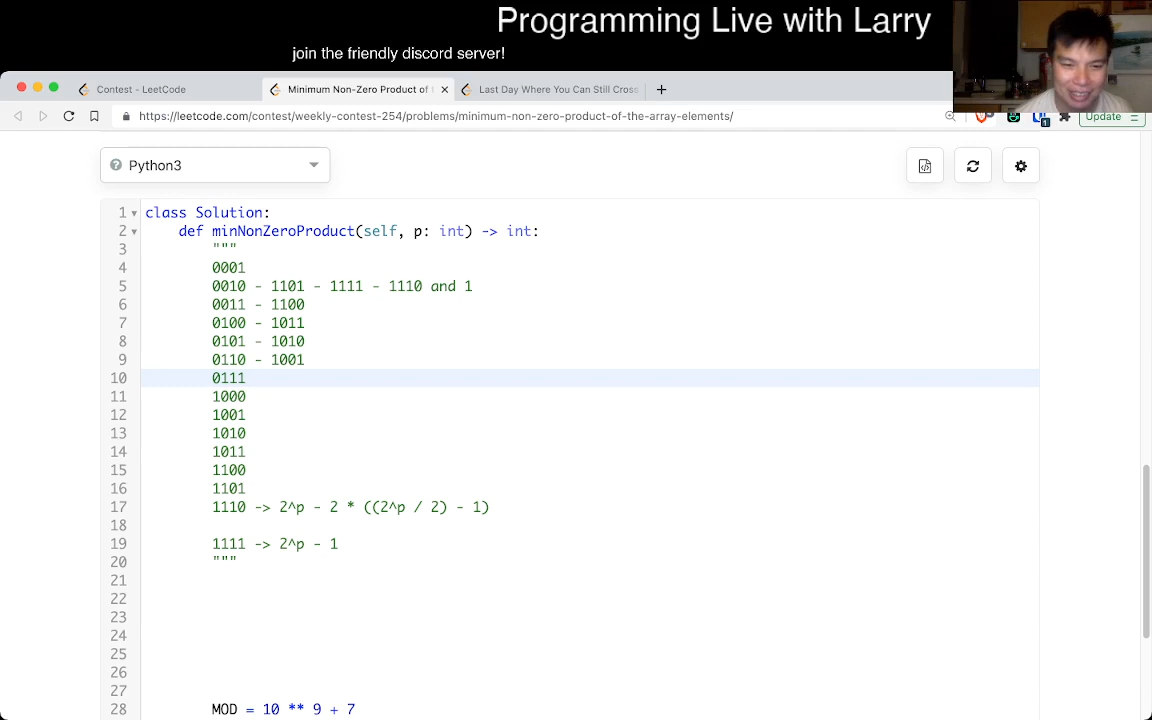 Programming Live with Larry
join the friendly discord server!
Contest - LeetCode
Minimum Non-Zero Product of
Last Day Where You Can Still Cross
https://leetcode.com/contest/weekly-contest-254/problems/minimum-non-zero-product-of-the-array-elements/
1
Update
Python3
1 class Solution:
2 def minNonZeroProduct(self, p: int) -> int:
3 """
4 0001
5 0010 - 1101 - 1111 - 1110 and 1
6 0011 - 1100
7 0100 - 1011
8 0101 - 1010
9 0110 - 1001
10 0111
11 1000
12 1001
13 1010
14 1011
15 1100
16 1101
17 1110 -> 2^p - 2 * ((2^p / 2) - 1)
18
19 1111 -> 2^p - 1
20 """
21
22
23
24
25
26
27
28 MOD = 10 ** 9 + 7